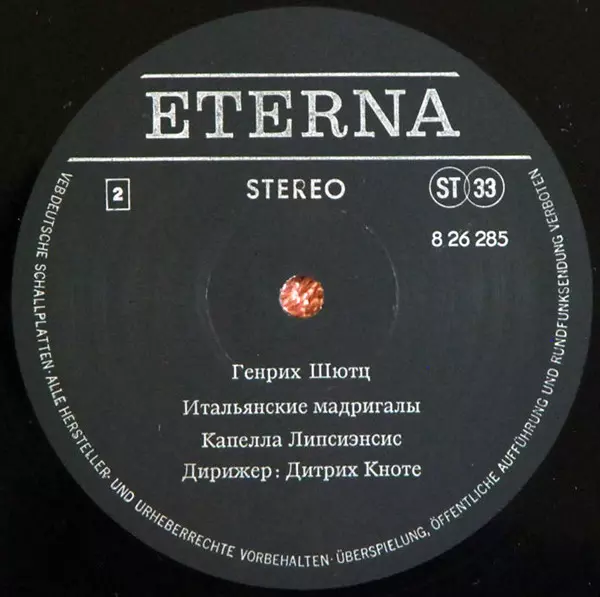 ETERNA
2
STEREO
ST 33
8 26 285
Генрих Шютц
Итальянские мадригалы
Капелла Липсиэнсис
Дирижер: Дитрих Кноте
VEB DEUTSCHE SCHALLPLATTEN · ALLE HERSTELLER- UND URHEBERRECHTE VORBEHALTEN · ÜBERSPIELUNG, ÖFFENTLICHE AUFFÜHRUNG UND RUNDFUNKSENDUNG VERBOTEN